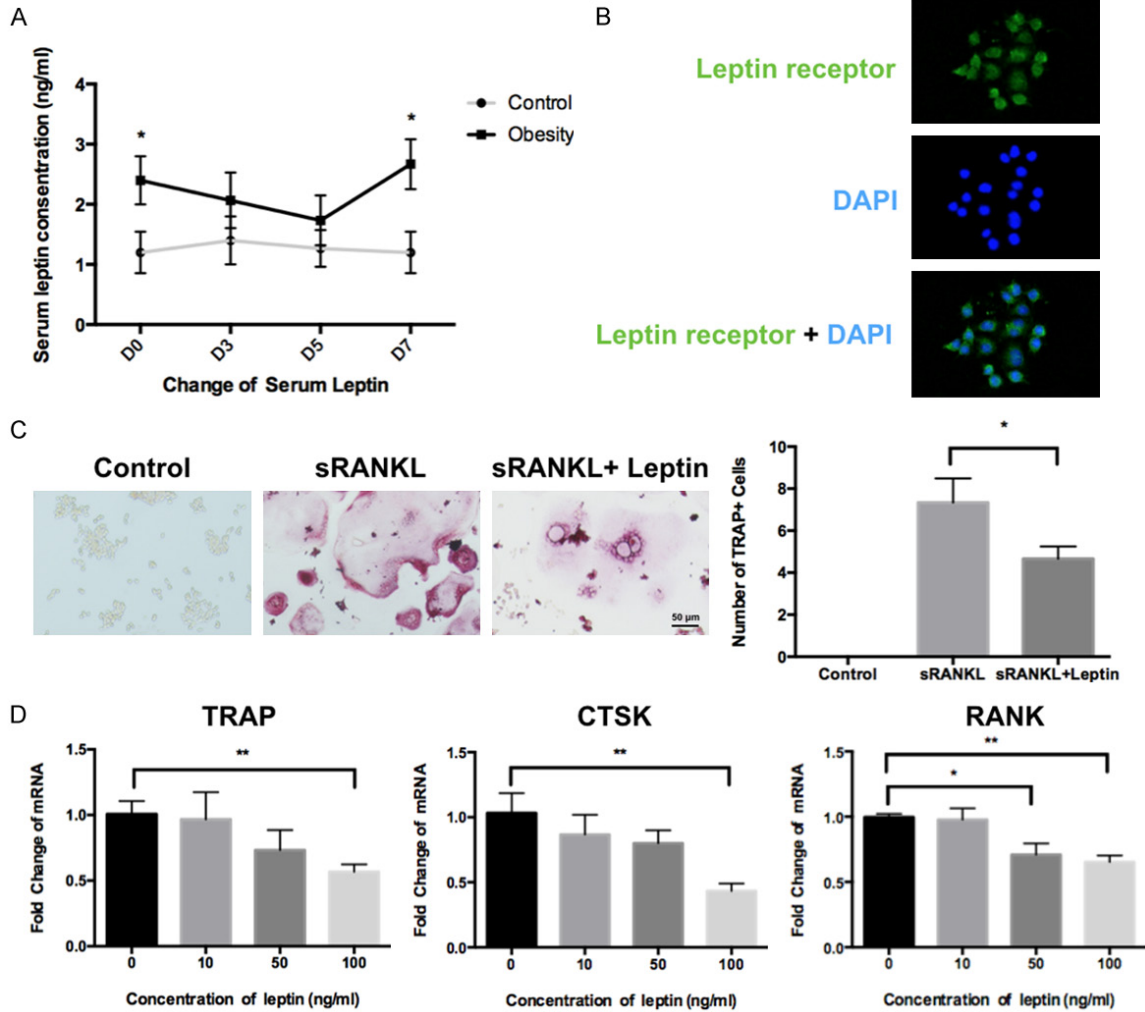 A
Serum leptin consentration (ng/ml)
4
3
2
1
0
*
*
Control
Obesity
D0
D3
D5
D7
Change of Serum Leptin
B
Leptin receptor
DAPI
Leptin receptor + DAPI
C
Control
sRANKL
sRANKL+ Leptin
50 µm
Number of TRAP+ Cells
10
8
6
4
2
0
*
Control
sRANKL
sRANKL+Leptin
D
TRAP
Fold Change of mRNA
1.5
1.0
0.5
0.0
**
0
10
50
100
Concentration of leptin (ng/ml)
CTSK
Fold Change of mRNA
1.5
1.0
0.5
0.0
**
0
10
50
100
Concentration of leptin (ng/ml)
RANK
Fold Change of mRNA
1.5
1.0
0.5
0.0
**
*
0
10
50
100
Concentration of leptin (ng/ml)